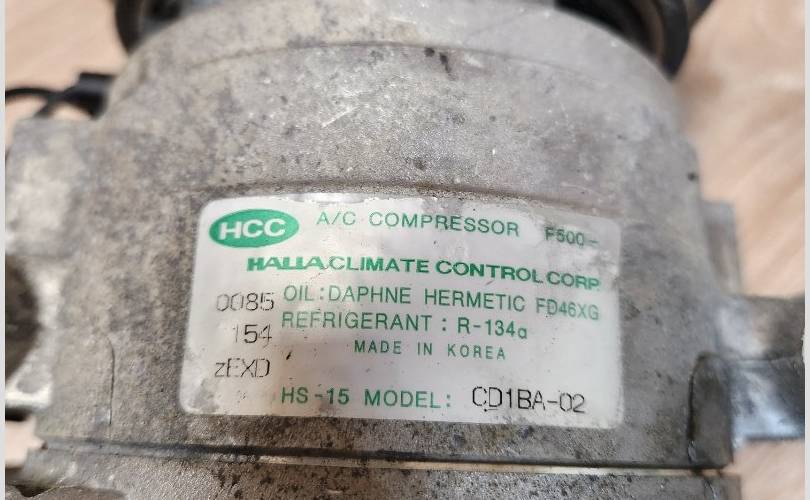 HCC A/C COMPRESSOR F500-
HALLA CLIMATE CONTROL CORP.
0085 OIL: DAPHNE HERMETIC FD46XG
154 REFRIGERANT : R-134a
MADE IN KOREA
zEXD
HS-15 MODEL: CD1BA-02